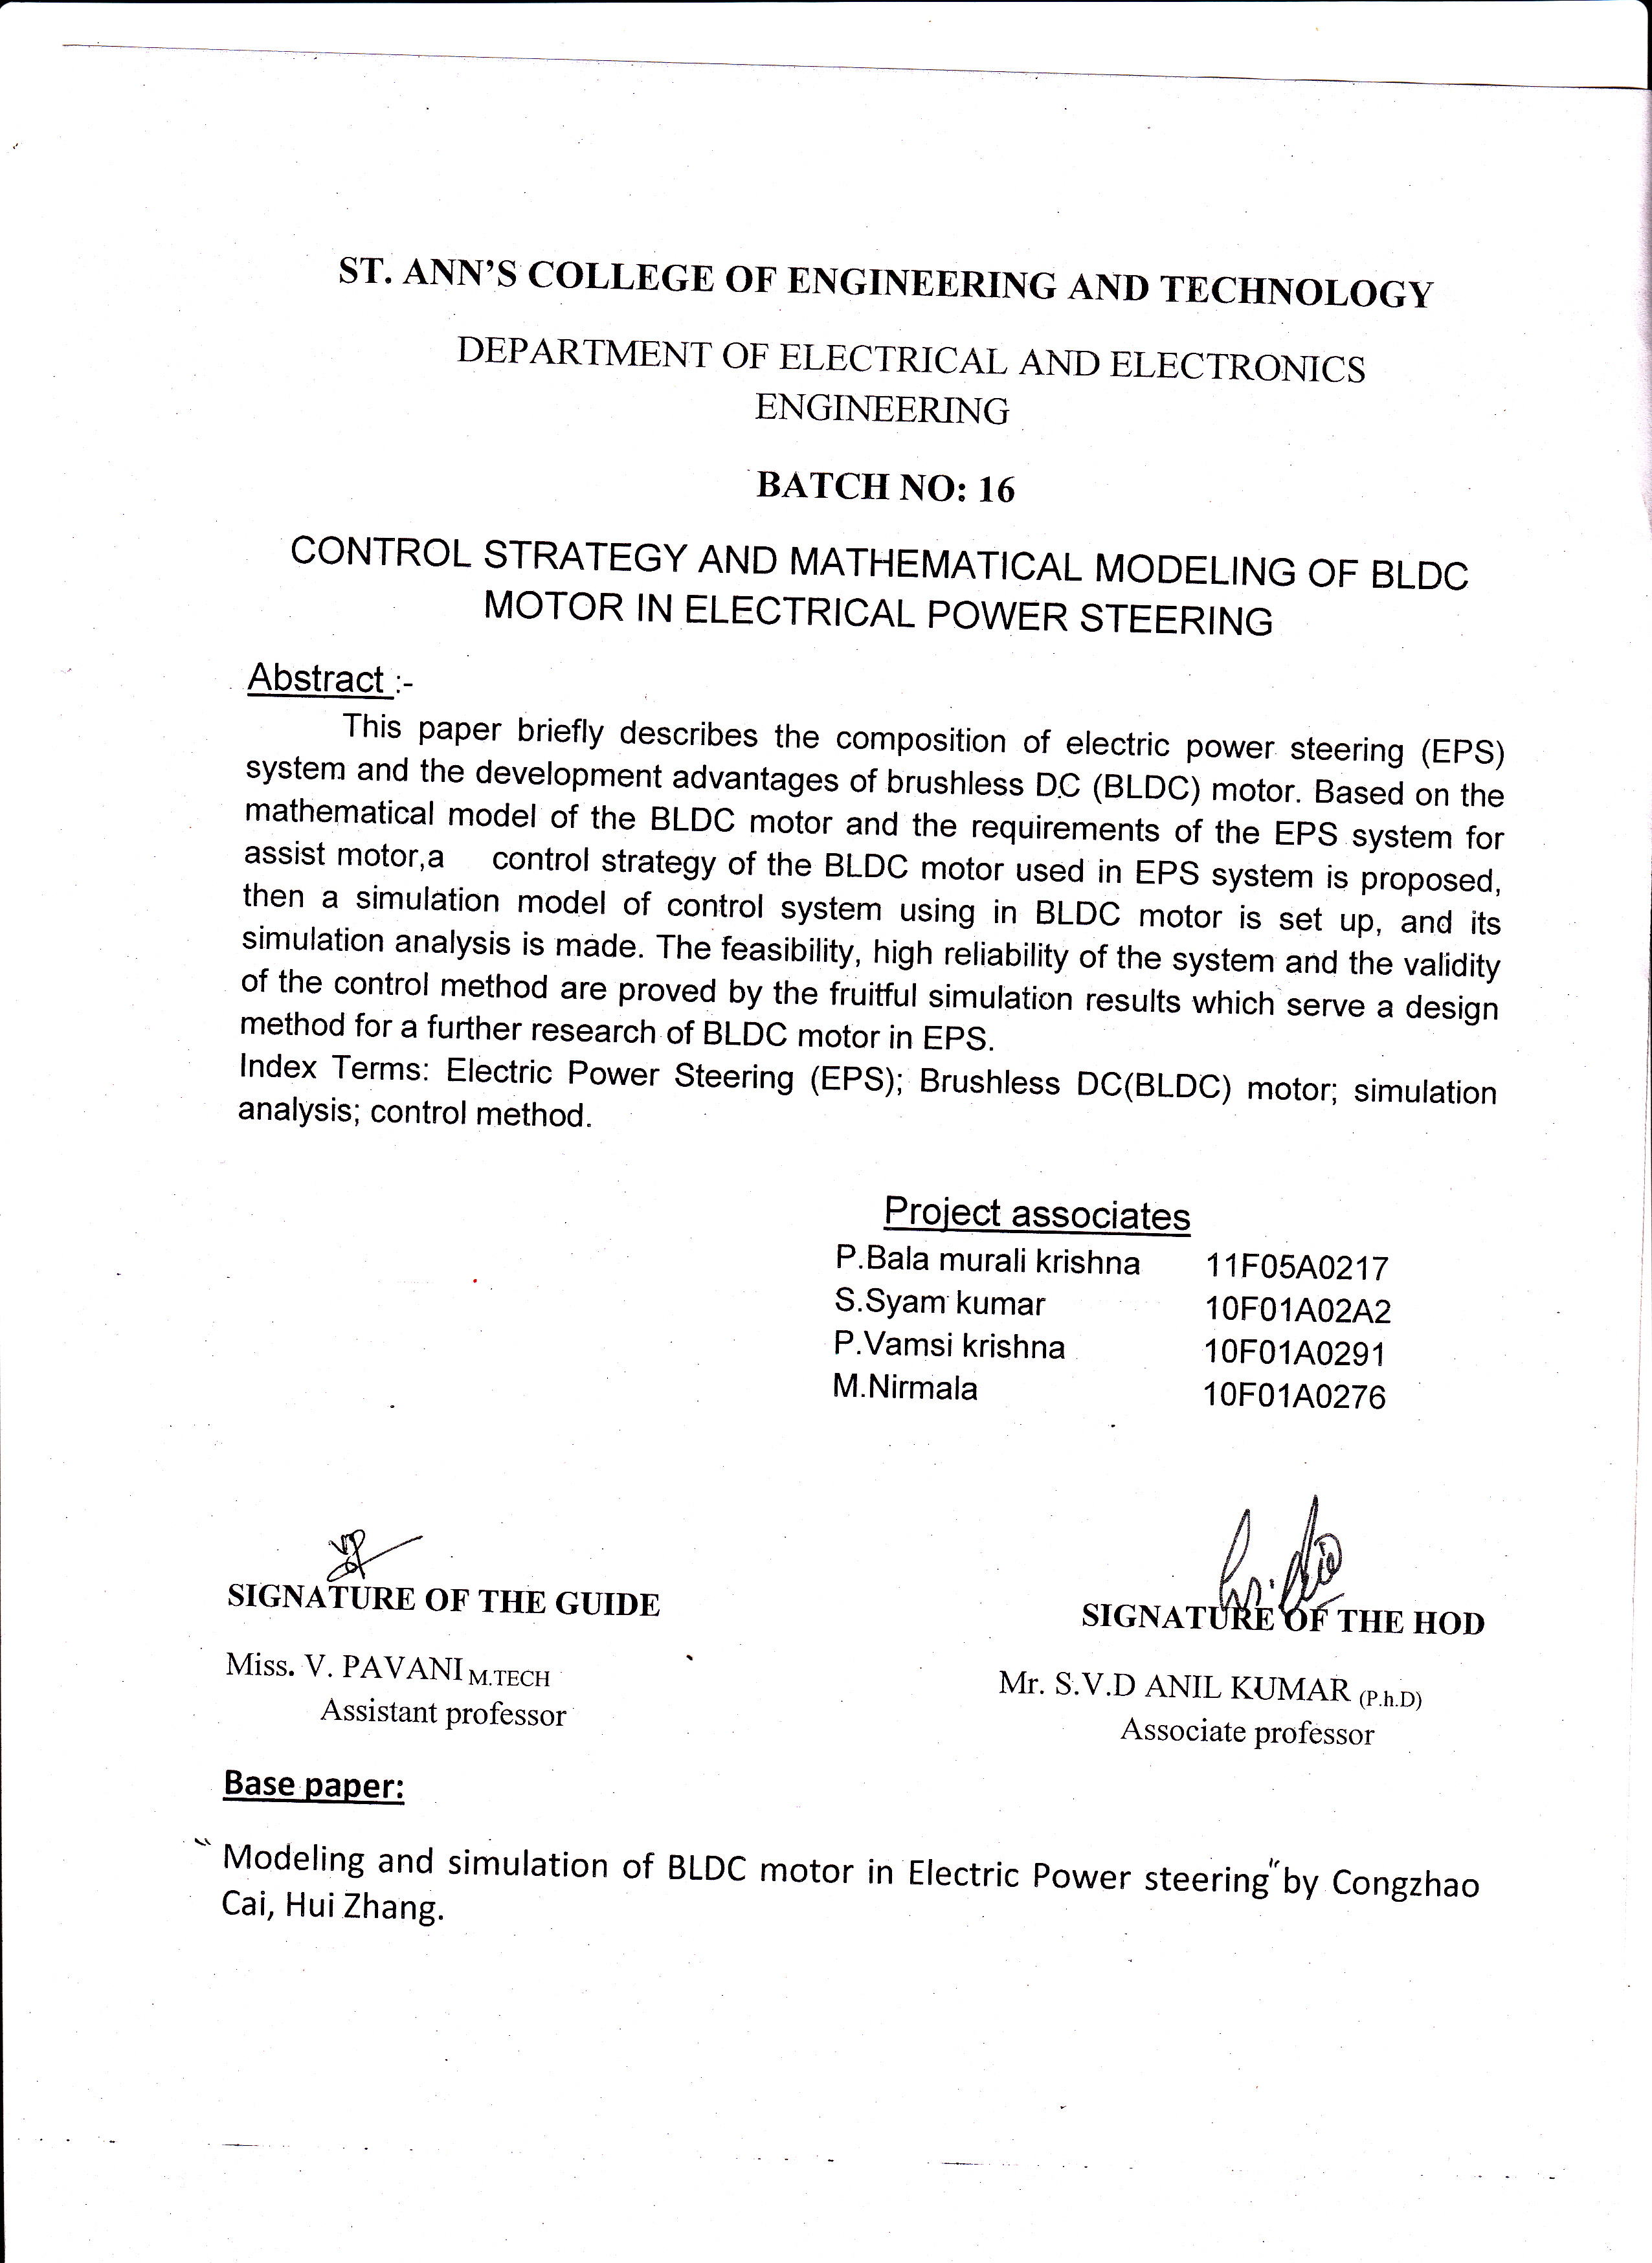 ST. ANN'S COLLEGE OF ENGINEERING AND TECHNOLOGY
DEPARTMENT OF ELECTRICAL AND ELECTRONICS
ENGINEERING
BATCH NO: 16
CONTROL STRATEGY AND MATHEMATICAL MODELING OF BLDC
MOTOR IN ELECTRICAL POWER STEERING
Abstract :-
This paper briefly describes the composition of electric power steering (EPS)
system and the development advantages of brushless DC (BLDC) motor. Based on the
mathematical model of the BLDC motor and the requirements of the EPS system for
assist motor,a control strategy of the BLDC motor used in EPS system is proposed,
then a simulation model of control system using in BLDC motor is set up, and its
simulation analysis is made. The feasibility, high reliability of the system and the validity
of the control method are proved by the fruitful simulation results which serve a design
method for a further research of BLDC motor in EPS.
Index Terms: Electric Power Steering (EPS); Brushless DC(BLDC) motor; simulation
analysis; control method.
Project associates
P.Bala murali krishna 11F05A0217
S.Syam kumar 10F01A02A2
P.Vamsi krishna 10F01A0291
M.Nirmala 10F01A0276
SIGNATURE OF THE GUIDE
SIGNATURE OF THE HOD
Miss. V. PAVANI M.TECH
Mr. S.V.D ANIL KUMAR (P.h.D)
Assistant professor
Associate professor
Base paper:
"Modeling and simulation of BLDC motor in Electric Power steering" by Congzhao
Cai, Hui Zhang.